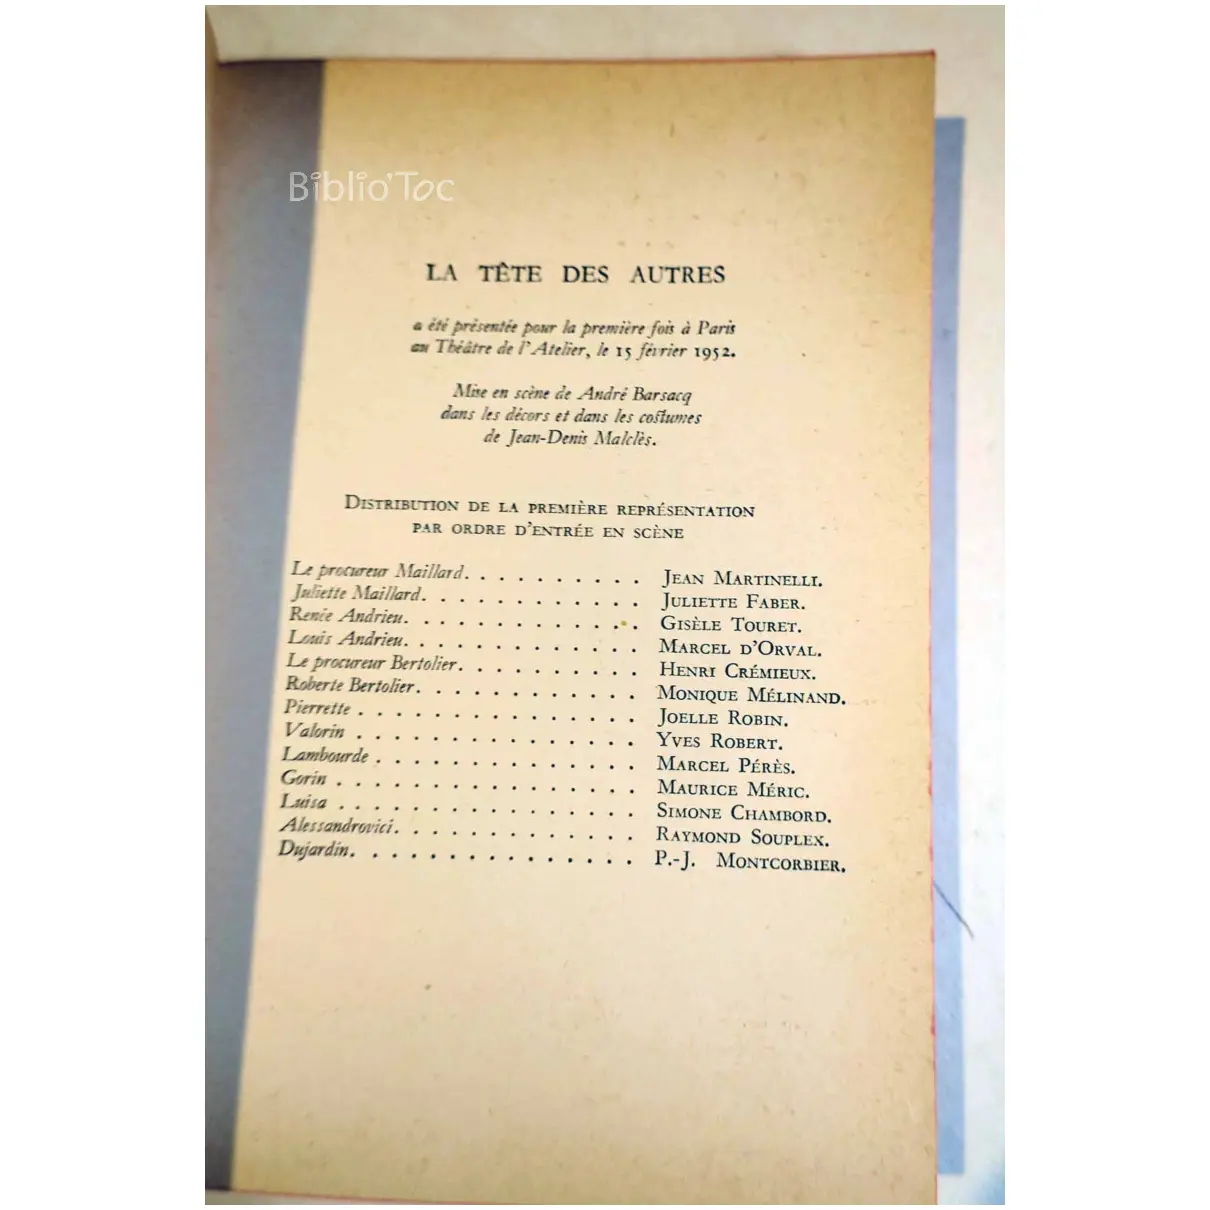 Biblio'Toc
LA TÊTE DES AUTRES
a été présentée pour la première fois à Paris
au Théâtre de l'Atelier, le 15 février 1952.
Mise en scène de André Barsacq
dans les décors et dans les costumes
de Jean-Denis Malclès.
DISTRIBUTION DE LA PREMIÈRE REPRÉSENTATION
PAR ORDRE D'ENTRÉE EN SCÈNE
Le procureur Maillard. . . . . . . . . . JEAN MARTINELLI.
Juliette Maillard. . . . . . . . . . . . JULIETTE FABER.
Renée Andrieu. . . . . . . . . . . . . GISÈLE TOURET.
Louis Andrieu. . . . . . . . . . . . . MARCEL D'ORVAL.
Le procureur Bertolier. . . . . . . . . . HENRI CRÉMIEUX.
Roberte Bertolier. . . . . . . . . . . . MONIQUE MÉLINAND.
Pierrette . . . . . . . . . . . . . . . JOELLE ROBIN.
Valorin . . . . . . . . . . . . . . . YVES ROBERT.
Lambourde . . . . . . . . . . . . . . MARCEL PÉRÈS.
Gorin . . . . . . . . . . . . . . . . MAURICE MÉRIC.
Luisa . . . . . . . . . . . . . . . . SIMONE CHAMBORD.
Alessandrovici. . . . . . . . . . . . . RAYMOND SOUPLEX.
Dujardin. . . . . . . . . . . . . . . P.-J. MONTCORBIER.